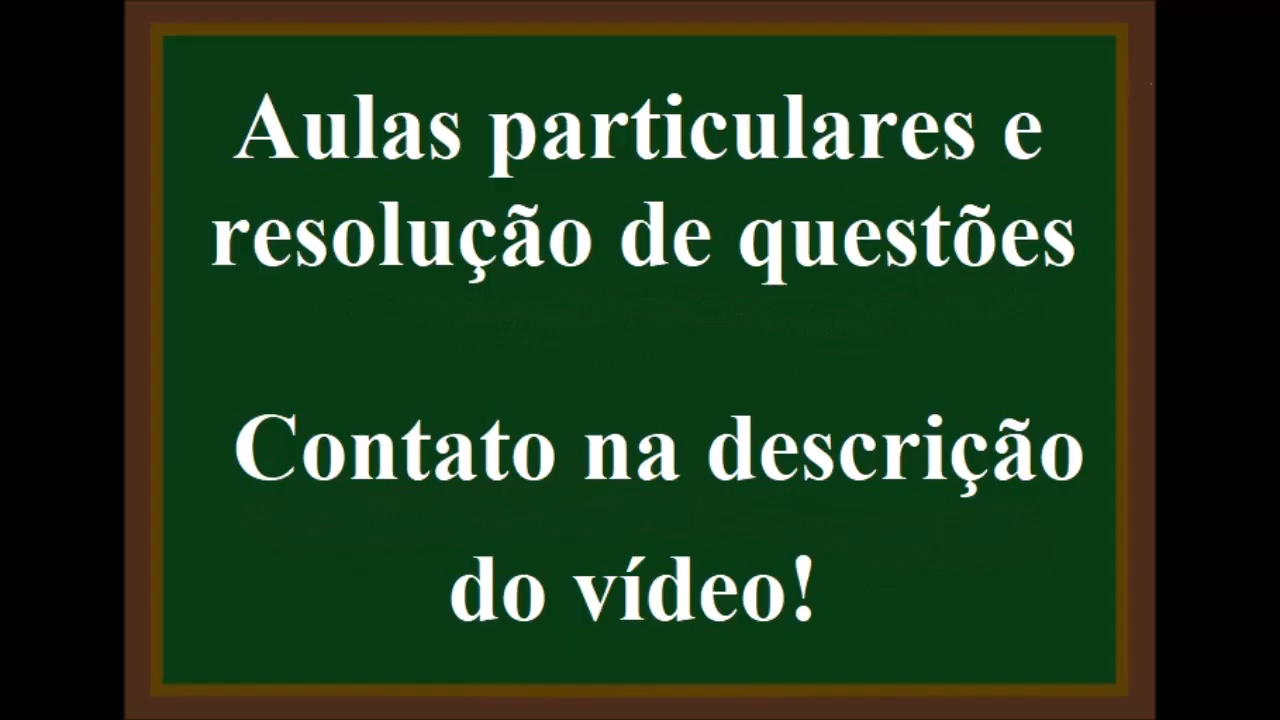 Aulas particulares e
resolução de questões
Contato na descrição
do vídeo!